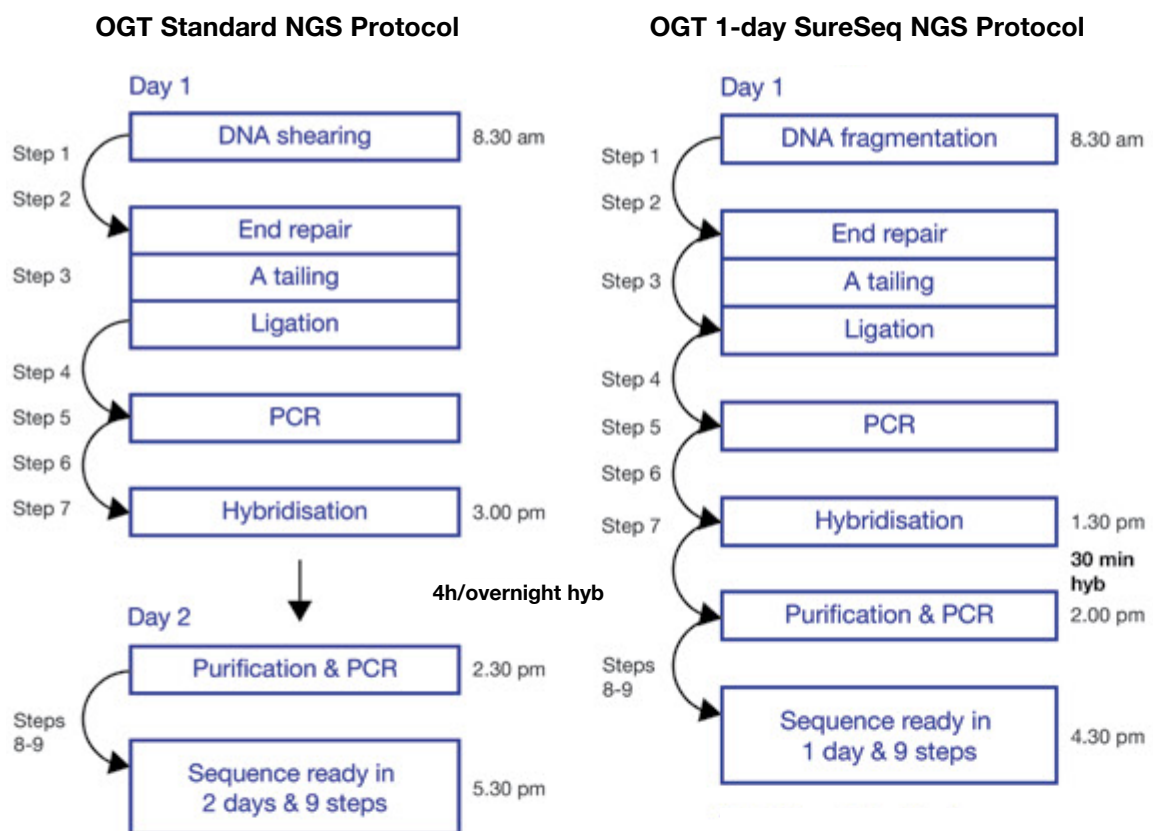 OGT Standard NGS Protocol
Day 1
Step 1
DNA shearing
8.30 am
Step 2
End repair
Step 3
A tailing
Ligation
Step 4
Step 5
PCR
Step 6
Step 7
Hybridisation
3.00 pm
4h/overnight hyb
Day 2
Purification & PCR
2.30 pm
Steps
8-9
Sequence ready in
2 days & 9 steps
5.30 pm
OGT 1-day SureSeq NGS Protocol
Day 1
Step 1
DNA fragmentation
8.30 am
Step 2
End repair
Step 3
A tailing
Ligation
Step 4
Step 5
PCR
Step 6
Step 7
Hybridisation
1.30 pm
30 min
hyb
Purification & PCR
2.00 pm
Steps
8-9
Sequence ready in
1 day & 9 steps
4.30 pm